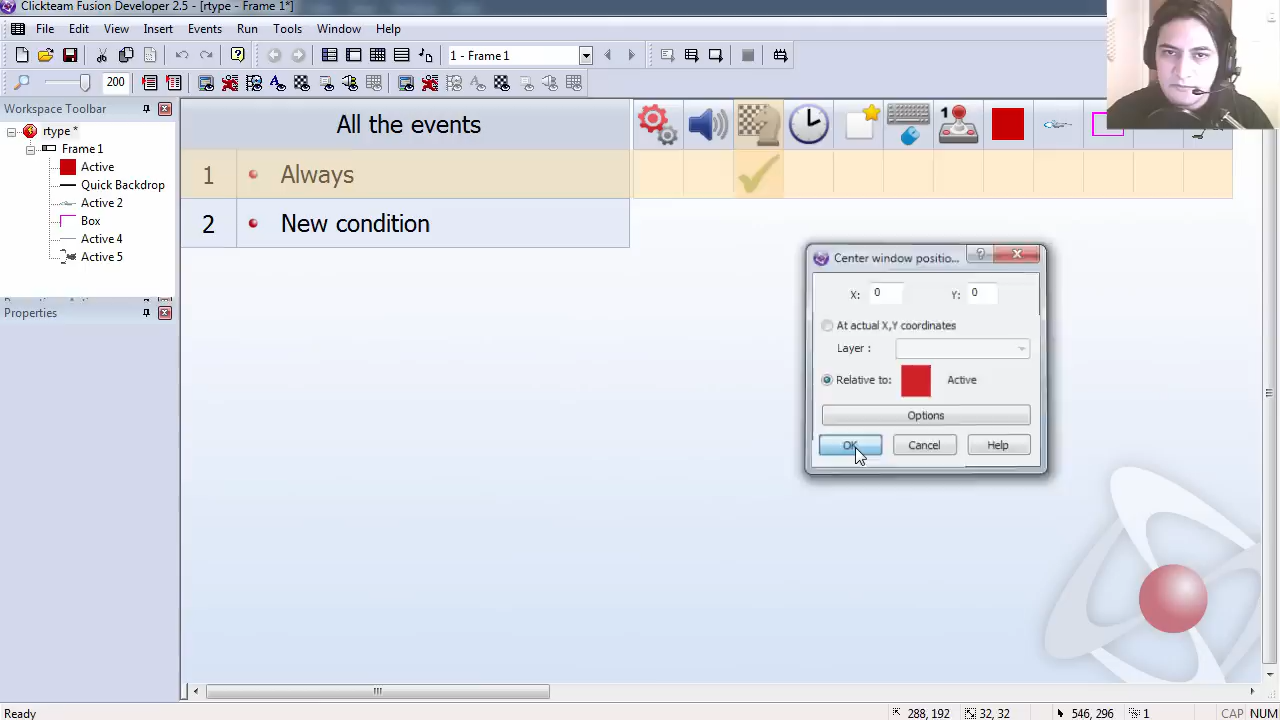 Clickteam Fusion Developer 2.5 - [rtype - Frame 1*]
File Edit View Insert Events Run Tools Window Help
1 - Frame 1
200
Workspace Toolbar
rtype *
Frame 1
Active
Quick Backdrop
Active 2
Box
Active 4
Active 5
Properties
All the events
1
1 Always
2 New condition
Center window positio...
X: 0 Y: 0
At actual X,Y coordinates
Layer :
Relative to: Active
Options
OK Cancel Help
Ready 288, 192 32, 32 546, 296 1 CAP NUM